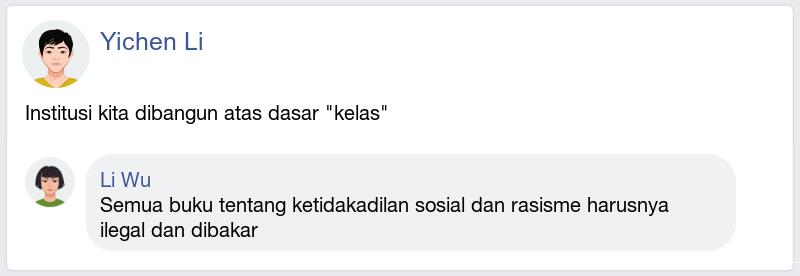 Yichen Li
Institusi kita dibangun atas dasar "kelas"
Li Wu
Semua buku tentang ketidakadilan sosial dan rasisme harusnya
ilegal dan dibakar